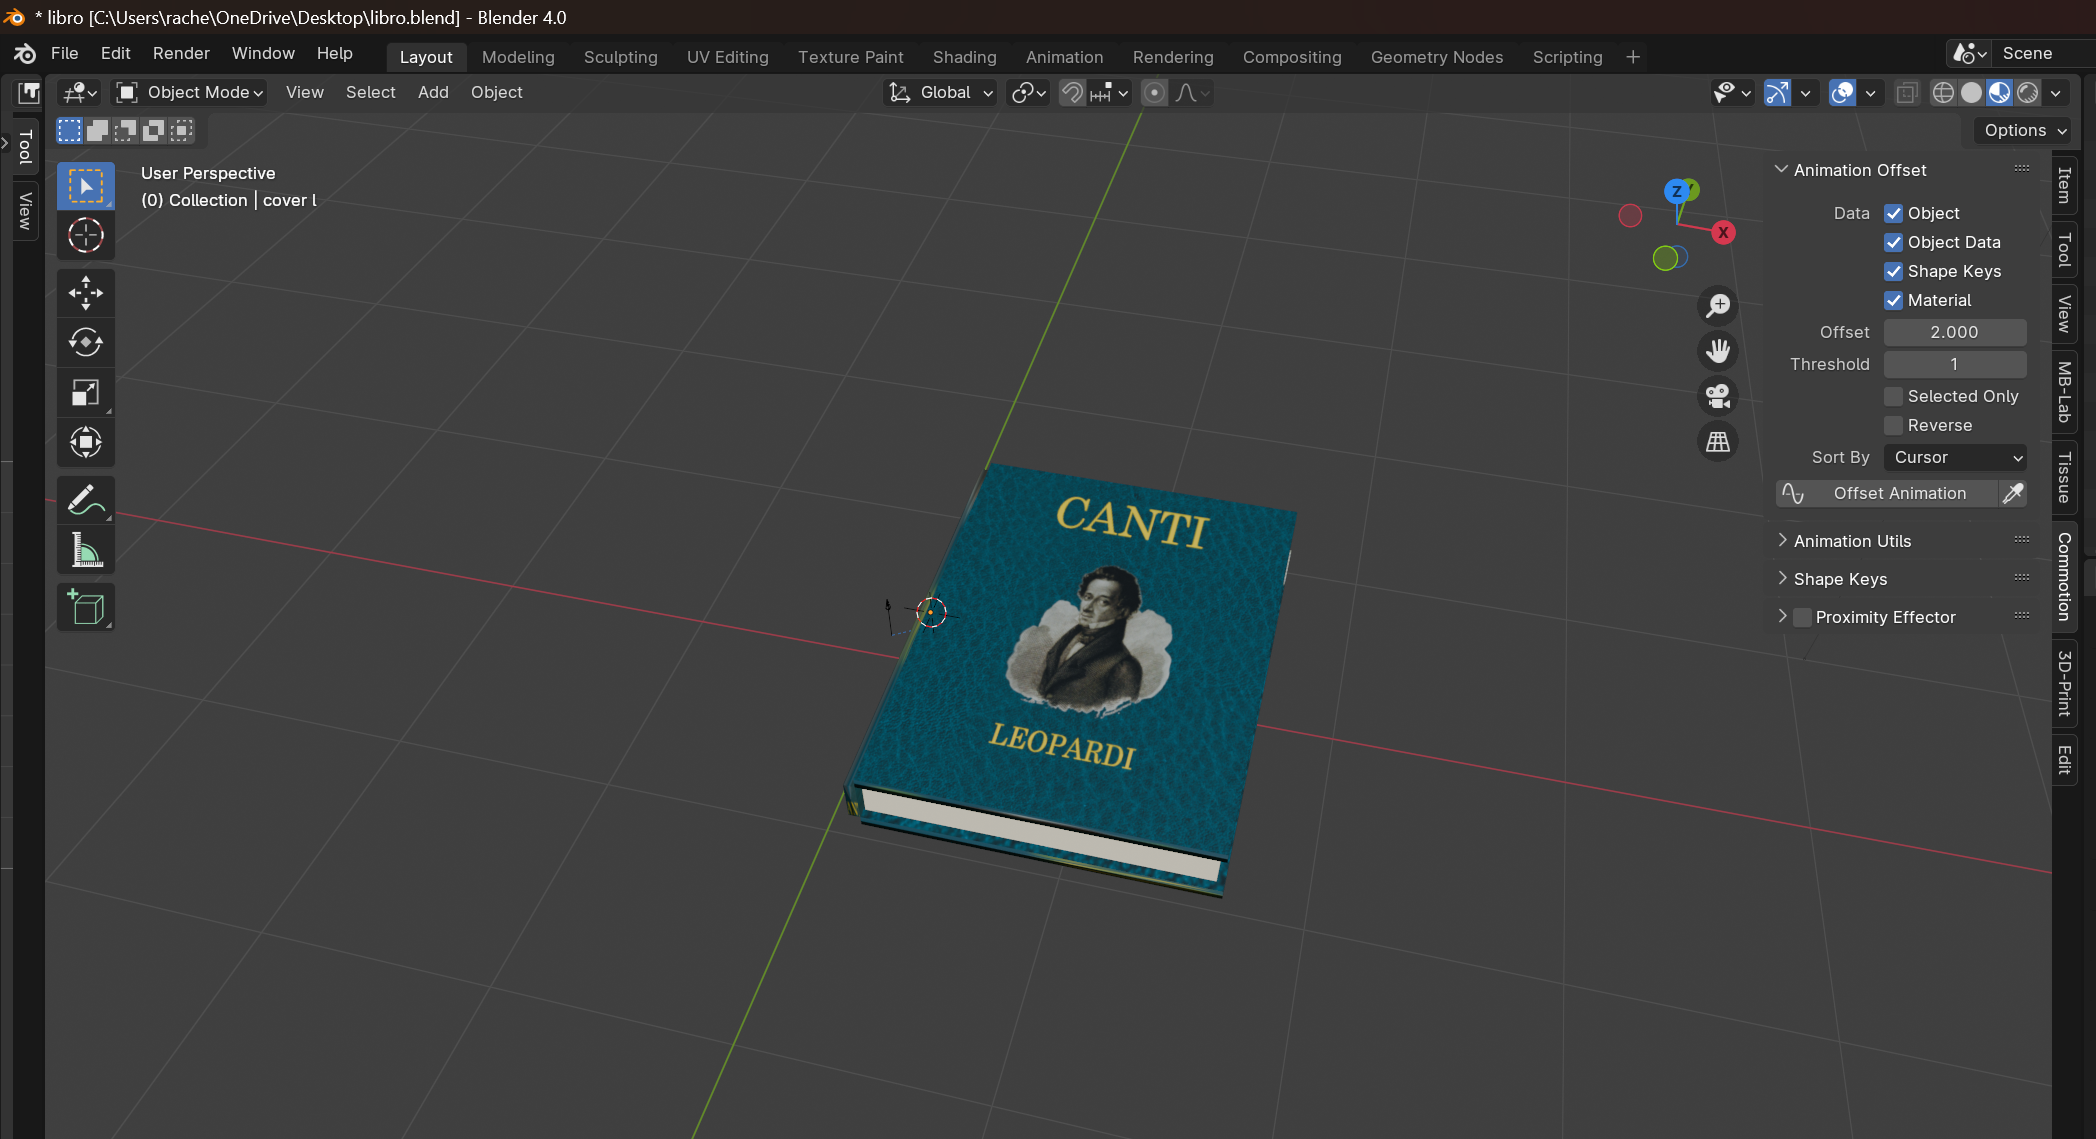 * libro [C:\Users\rache\OneDrive\Desktop\libro.blend] - Blender 4.0
File Edit Render Window Help Layout Modeling Sculpting UV Editing Texture Paint Shading Animation Rendering Compositing Geometry Nodes Scripting + Scene
Object Mode View Select Add Object Global
Options
Tool
View
User Perspective
(0) Collection | cover l
Z
Y
X
CANTI
LEOPARDI
Animation Offset
Data Object
Object Data
Shape Keys
Material
Offset 2.000
Threshold 1
Selected Only
Reverse
Sort By Cursor
Offset Animation
Animation Utils
Shape Keys
Proximity Effector
Item
Tool
View
MB-Lab
Tissue
Commotion
3D-Print
Edit